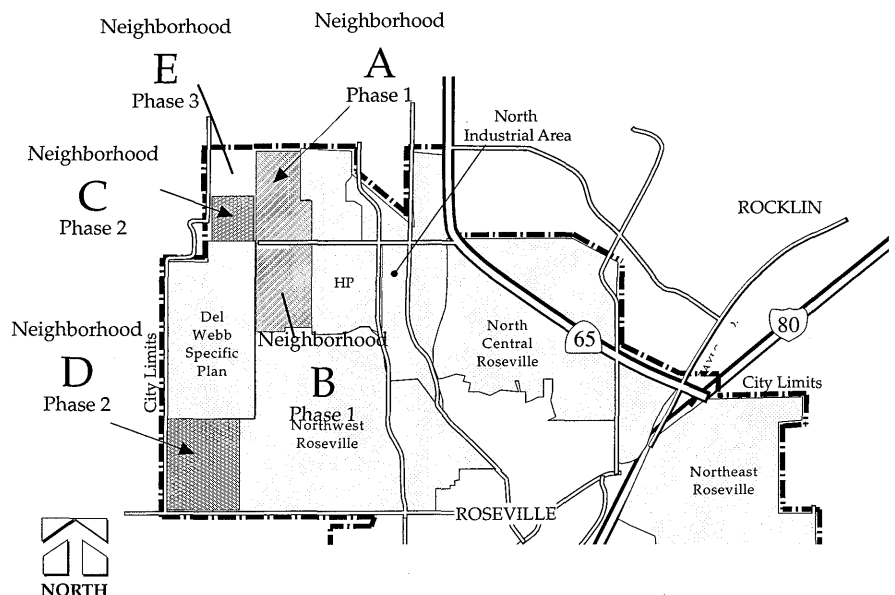 Neighborhood
E
Phase 3
Neighborhood
A
Phase 1
North
Industrial Area
Neighborhood
C
Phase 2
ROCKLIN
HP
Del
Webb
Specific
Plan
Neighborhood
D
Phase 2
City Limits
Neighborhood
B
Phase 1
Northwest
Roseville
North
Central
Roseville
65
80
City Limits
Northeast
Roseville
ROSEVILLE
NORTH